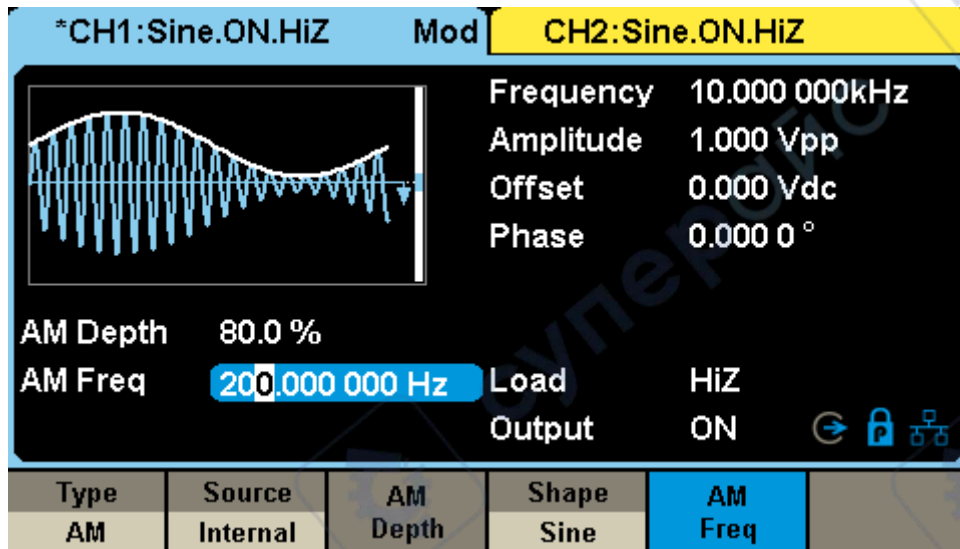 *CH1:Sine.ON.HiZ Mod CH2:Sine.ON.HiZ
Frequency 10.000 000kHz
Amplitude 1.000 Vpp
Offset 0.000 Vdc
Phase 0.000 0 °
AM Depth 80.0 %
AM Freq 200.000 000 Hz Load HiZ
Output ON P
Type Source AM Shape AM
AM Internal Depth Sine Freq
суперайс